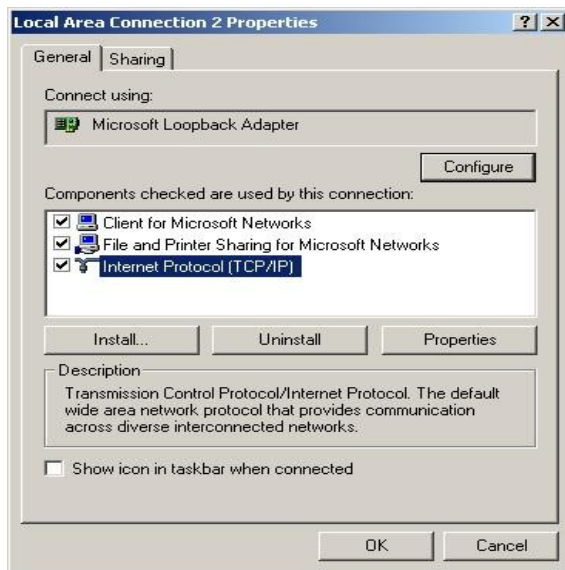 Local Area Connection 2 Properties
General
Sharing
Connect using:
Microsoft Loopback Adapter
Configure
Components checked are used by this connection:
Client for Microsoft Networks
File and Printer Sharing for Microsoft Networks
Internet Protocol (TCP/IP)
Install...
Uninstall
Properties
Description
Transmission Control Protocol/Internet Protocol. The default
wide area network protocol that provides communication
across diverse interconnected networks.
Show icon in taskbar when connected
OK
Cancel